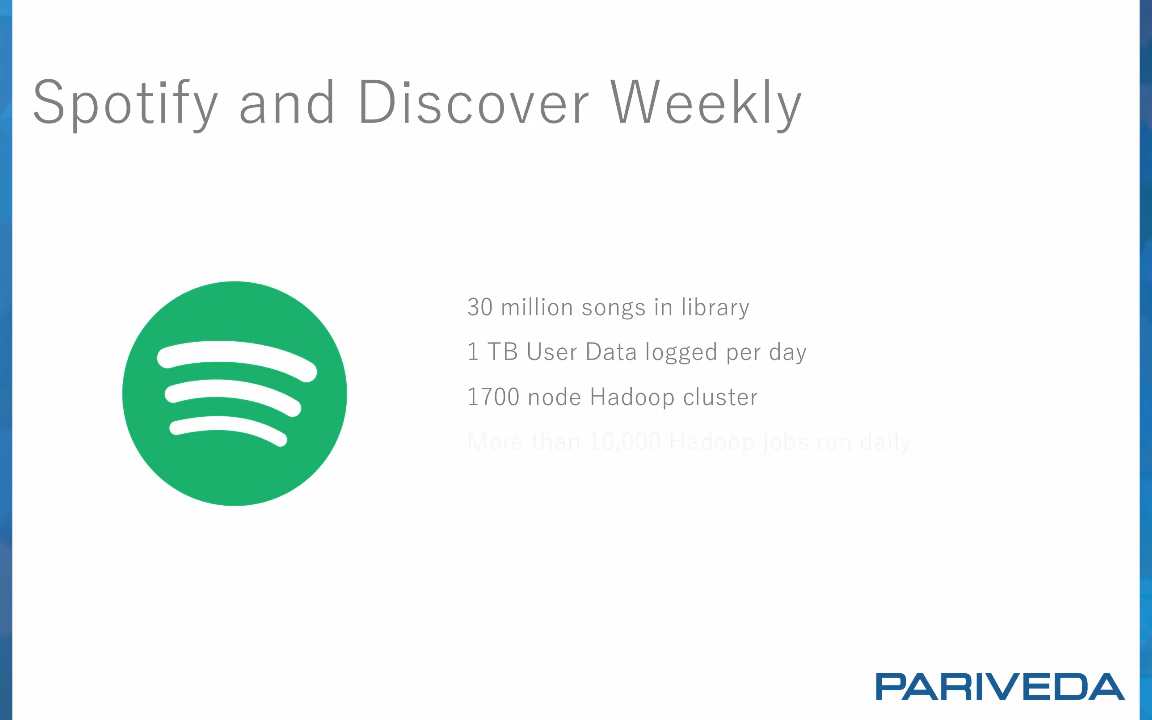 Spotify and Discover Weekly
30 million songs in library
1 TB User Data logged per day
1700 node Hadoop cluster
More than 10,000 Hadoop jobs run daily
PARIVEDA